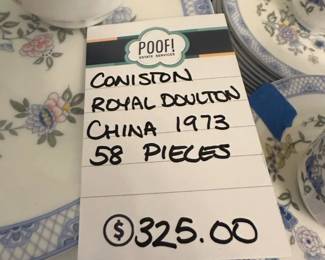 POOF!
ESTATE SERVICES
CONISTON
ROYAL DOULTON
CHINA 1973
58 PIECES
$325.00